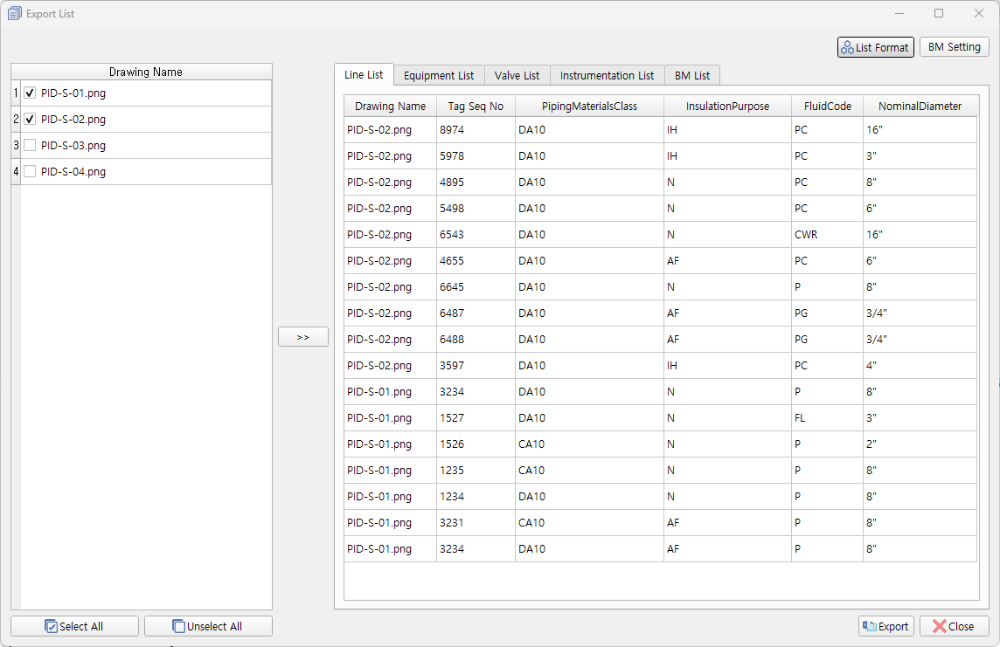 Export List
List Format BM Setting
Drawing Name
1 PID-S-01.png
2 PID-S-02.png
3 PID-S-03.png
4 PID-S-04.png
>>
Select All Unselect All
Line List Equipment List Valve List Instrumentation List BM List
Drawing Name Tag Seq No PipingMaterialsClass InsulationPurpose FluidCode NominalDiameter
PID-S-02.png 8974 DA10 IH PC 16"
PID-S-02.png 5978 DA10 IH PC 3"
PID-S-02.png 4895 DA10 N PC 8"
PID-S-02.png 5498 DA10 N PC 6"
PID-S-02.png 6543 DA10 N CWR 16"
PID-S-02.png 4655 DA10 AF PC 6"
PID-S-02.png 6645 DA10 N P 8"
PID-S-02.png 6487 DA10 AF PG 3/4"
PID-S-02.png 6488 DA10 AF PG 3/4"
PID-S-02.png 3597 DA10 IH PC 4"
PID-S-01.png 3234 DA10 N P 8"
PID-S-01.png 1527 DA10 N FL 3"
PID-S-01.png 1526 CA10 N P 2"
PID-S-01.png 1235 CA10 N P 8"
PID-S-01.png 1234 DA10 N P 8"
PID-S-01.png 3231 CA10 AF P 8"
PID-S-01.png 3234 DA10 AF P 8"
Export Close